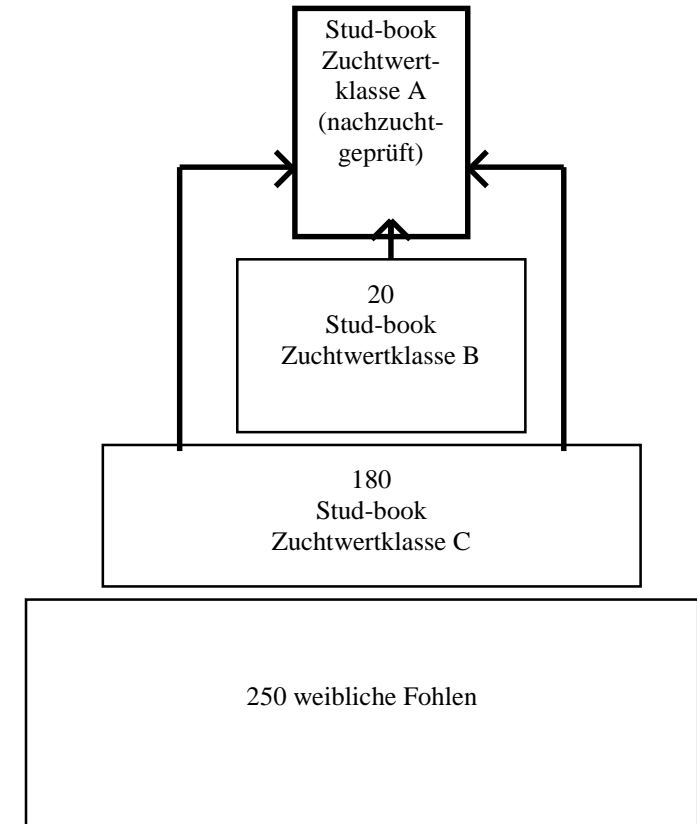 Stud-book
Zuchtwert-
klasse A
(nachzucht-
geprüft)
20
Stud-book
Zuchtwertklasse B
180
Stud-book
Zuchtwertklasse C
250 weibliche Fohlen